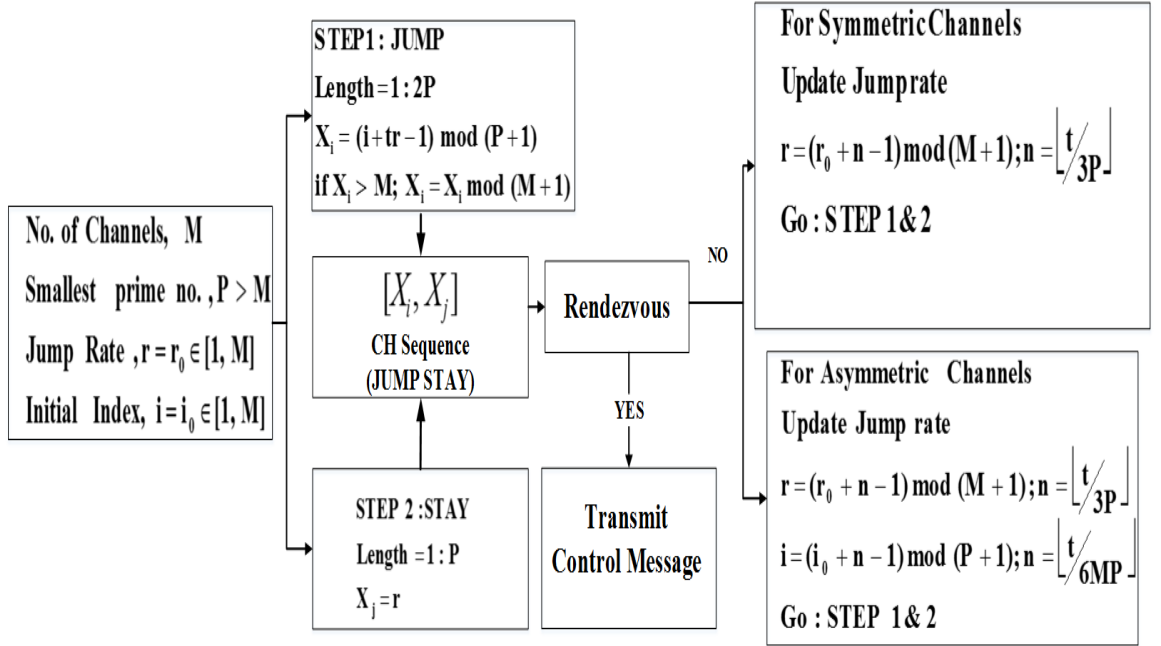 No. of Channels, M
Smallest prime no. , P > M
Jump Rate , r = r₀ ∈ [1, M]
Initial Index, i = i₀ ∈ [1, M]
STEP1 : JUMP
Length = 1 : 2P
Xᵢ = (i + tr − 1) mod (P + 1)
if Xᵢ > M; Xᵢ = Xᵢ mod (M + 1)
[Xᵢ, Xⱼ]
CH Sequence
(JUMP STAY)
STEP 2 : STAY
Length = 1 : P
Xⱼ = r
Rendezvous
YES
Transmit
Control Message
NO
For Symmetric Channels
Update Jump rate
r = (r₀ + n − 1) mod (M + 1); n = ⌊t/3P⌋
Go : STEP 1 & 2
For Asymmetric Channels
Update Jump rate
r = (r₀ + n − 1) mod (M + 1); n = ⌊t/3P⌋
i = (i₀ + n − 1) mod (P + 1); n = ⌊t/6MP⌋
Go : STEP 1 & 2